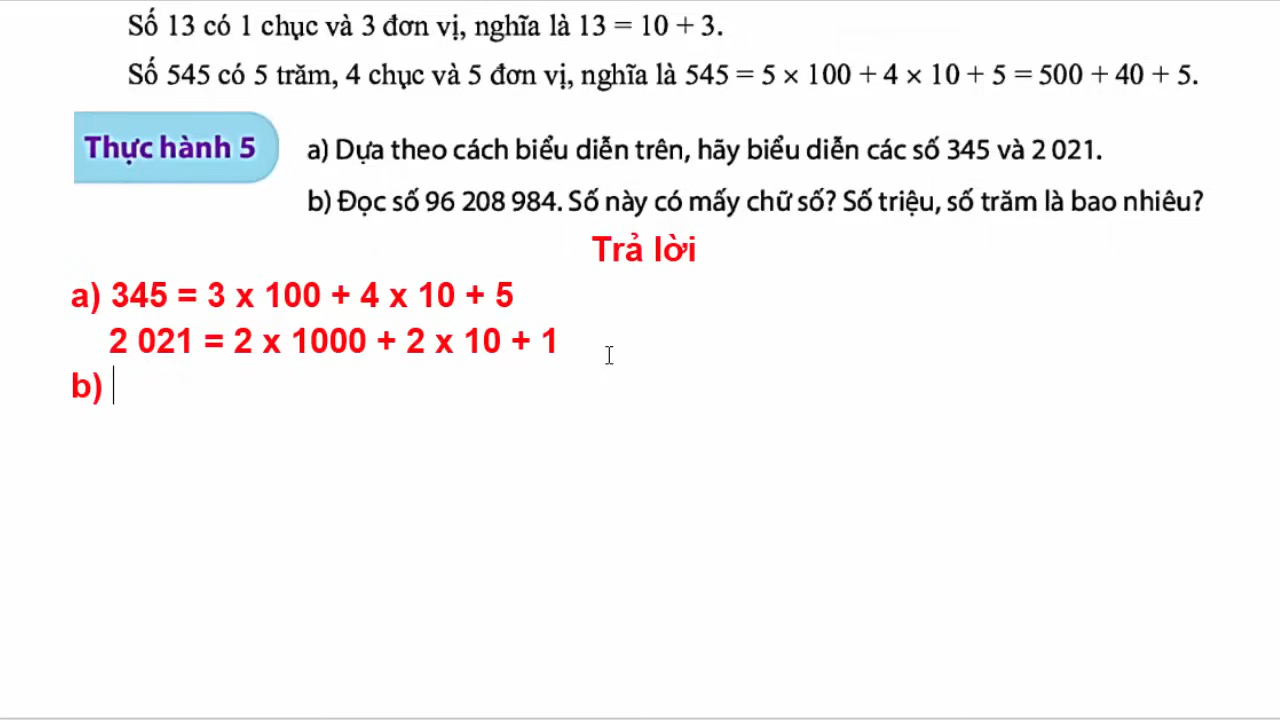 Số 13 có 1 chục và 3 đơn vị, nghĩa là 13 = 10 + 3.
Số 545 có 5 trăm, 4 chục và 5 đơn vị, nghĩa là 545 = 5 × 100 + 4 × 10 + 5 = 500 + 40 + 5.
Thực hành 5
a) Dựa theo cách biểu diễn trên, hãy biểu diễn các số 345 và 2 021.
b) Đọc số 96 208 984. Số này có mấy chữ số? Số triệu, số trăm là bao nhiêu?
Trả lời
a) 345 = 3 x 100 + 4 x 10 + 5
2 021 = 2 x 1000 + 2 x 10 + 1
b)